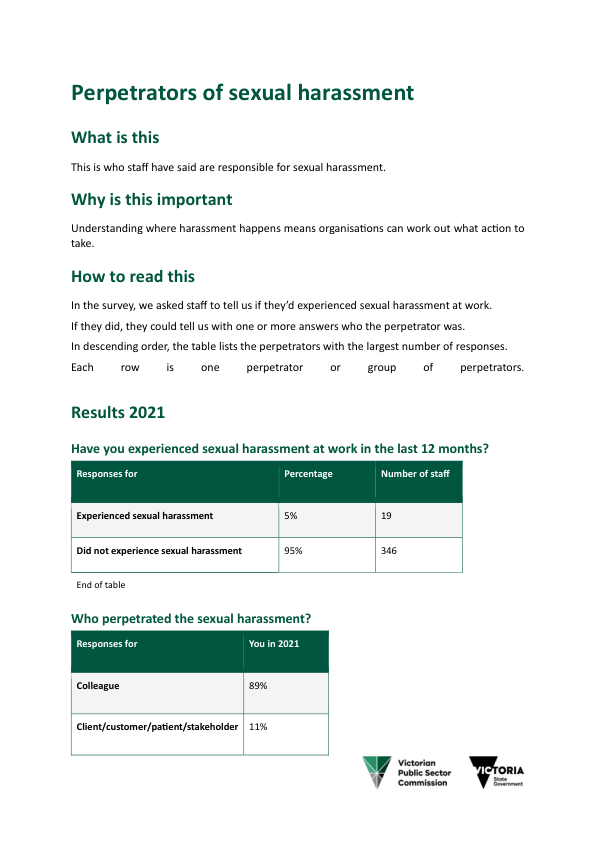 Perpetrators of sexual harassment
What is this
This is who staff have said are responsible for sexual harassment.
Why is this important
Understanding where harassment happens means organisations can work out what action to
take.
How to read this
In the survey, we asked staff to tell us if they’d experienced sexual harassment at work.
If they did, they could tell us with one or more answers who the perpetrator was.
In descending order, the table lists the perpetrators with the largest number of responses.
Each row is one perpetrator or group of perpetrators.
Results 2021
Have you experienced sexual harassment at work in the last 12 months?
Responses for Percentage Number of staff
Experienced sexual harassment 5% 19
Did not experience sexual harassment 95% 346
End of table
Who perpetrated the sexual harassment?
Responses for You in 2021
Colleague 89%
Client/customer/patient/stakeholder 11%
Victorian
Public Sector
Commission
VICTORIA
State
Government